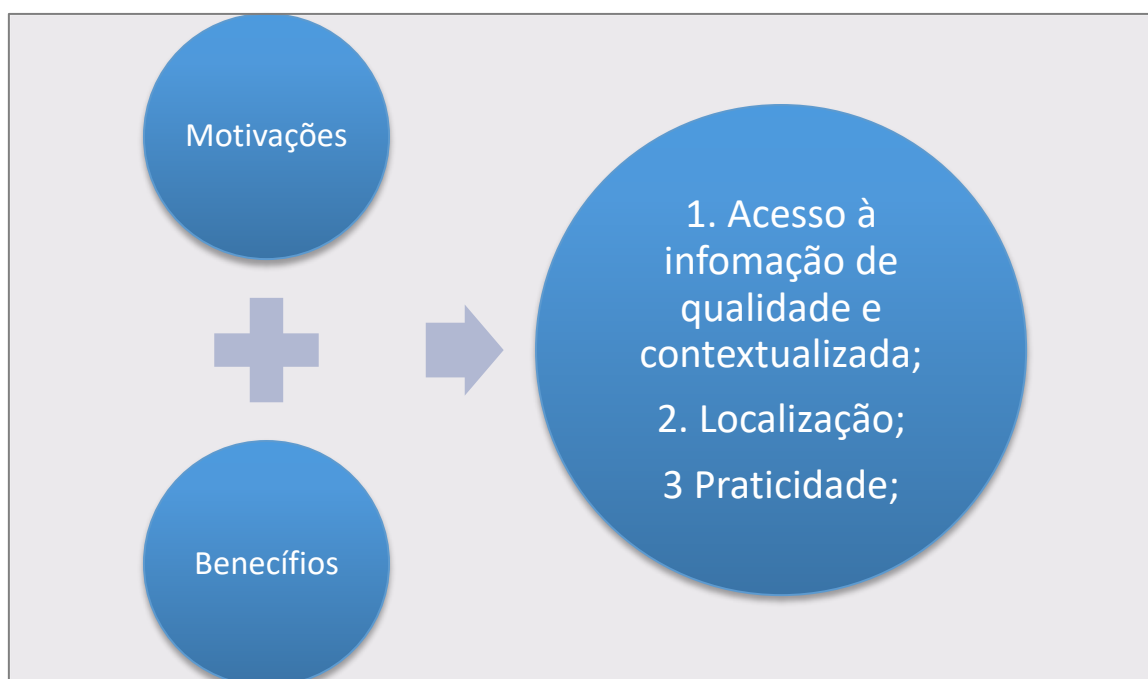 Motivações
Benecífios
1. Acesso à
infomação de
qualidade e
contextualizada;
2. Localização;
3 Praticidade;